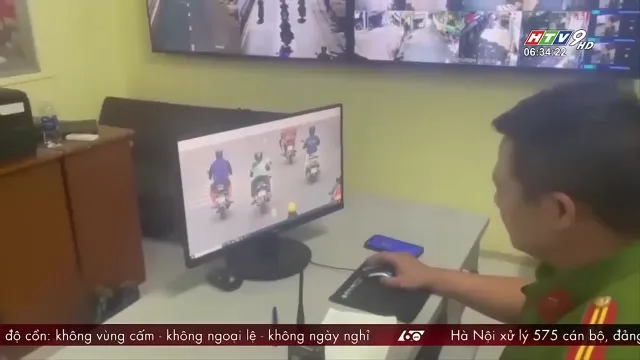 HTV9 HD
06:34:22
độ cồn: không vùng cấm - không ngoại lệ - không ngày nghỉ 60 Hà Nội xử lý 575 cán bộ, đảng